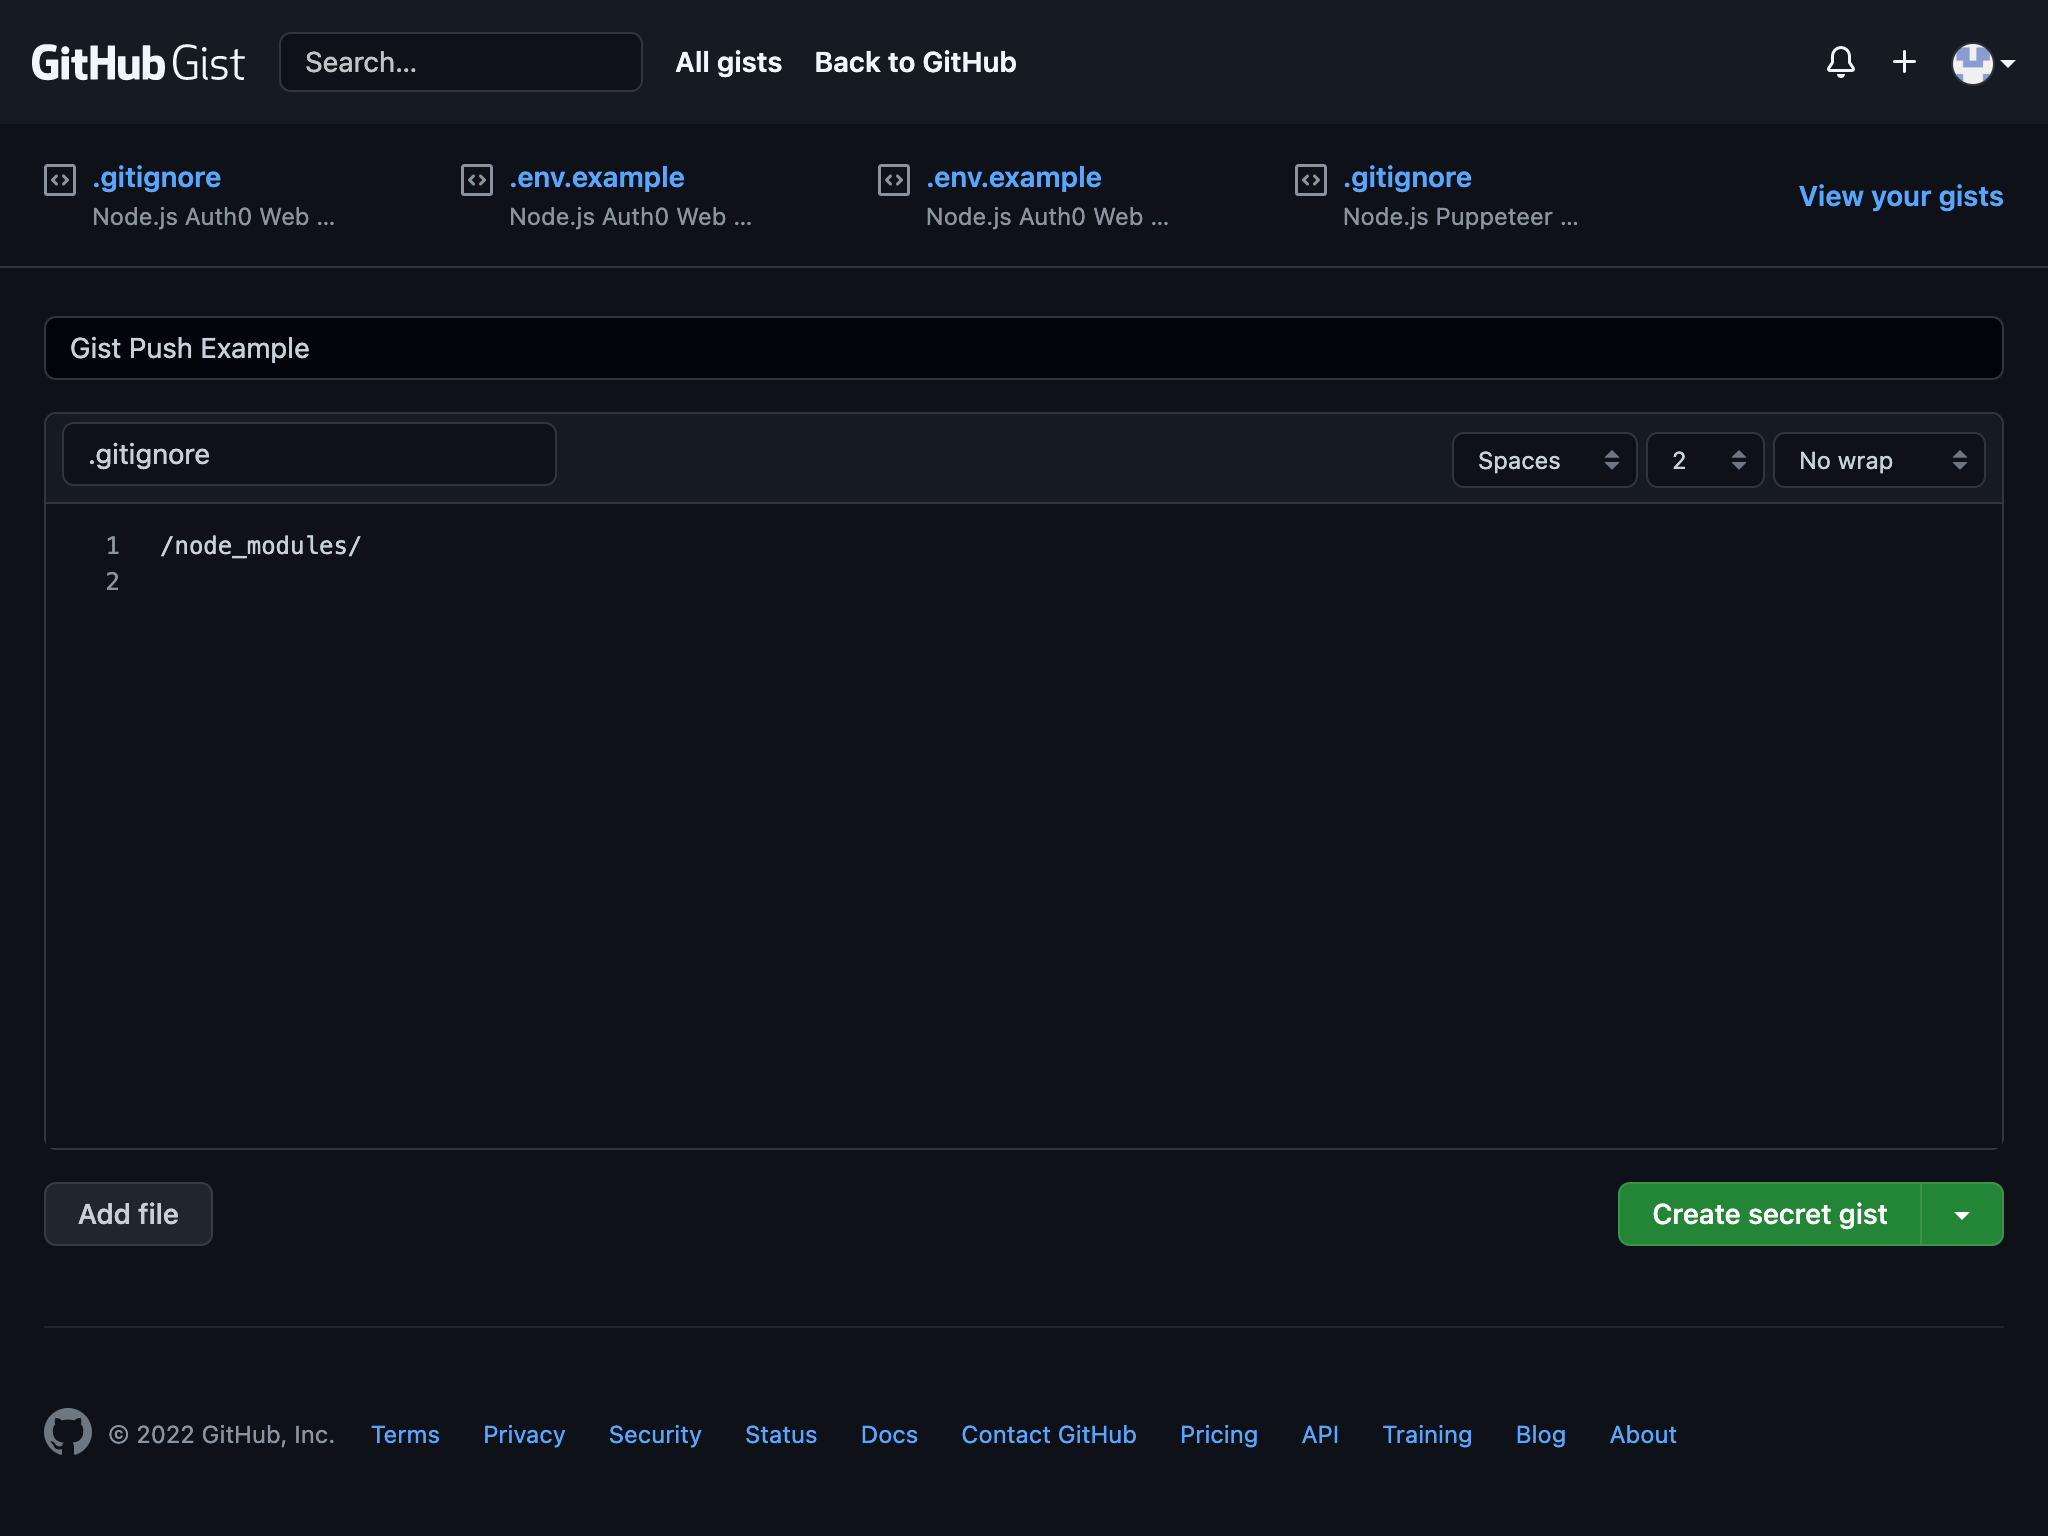 GitHub Gist Search... All gists Back to GitHub
.gitignore .env.example .env.example .gitignore
Node.js Auth0 Web ... Node.js Auth0 Web ... Node.js Auth0 Web ... Node.js Puppeteer ...
View your gists
Gist Push Example
.gitignore Spaces 2 No wrap
1 /node_modules/
2
Add file Create secret gist
© 2022 GitHub, Inc. Terms Privacy Security Status Docs Contact GitHub Pricing API Training Blog About